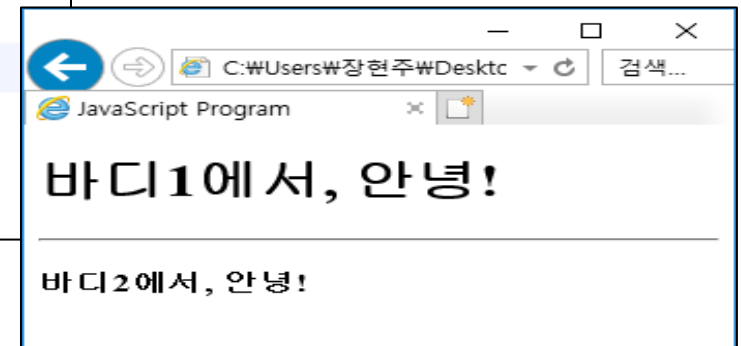 C:₩Users₩장현주₩Desktc
검색...
JavaScript Program
바디1에서, 안녕!
바디2에서, 안녕!